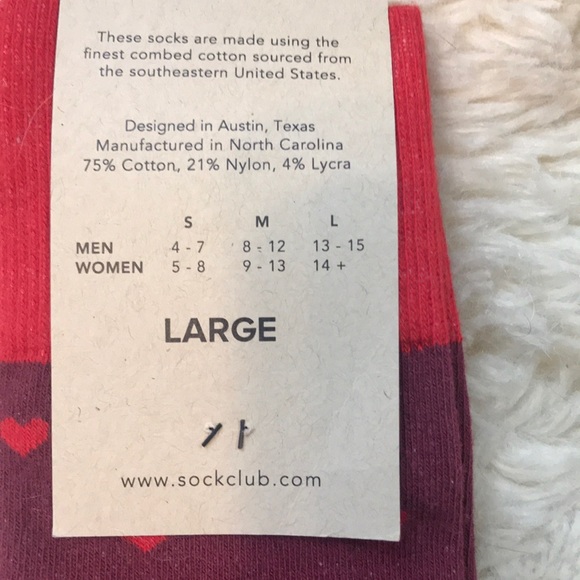 These socks are made using the
finest combed cotton sourced from
the southeastern United States.
Designed in Austin, Texas
Manufactured in North Carolina
75% Cotton, 21% Nylon, 4% Lycra
S M L
MEN 4 - 7 8 - 12 13 - 15
WOMEN 5 - 8 9 - 13 14 +
LARGE
www.sockclub.com